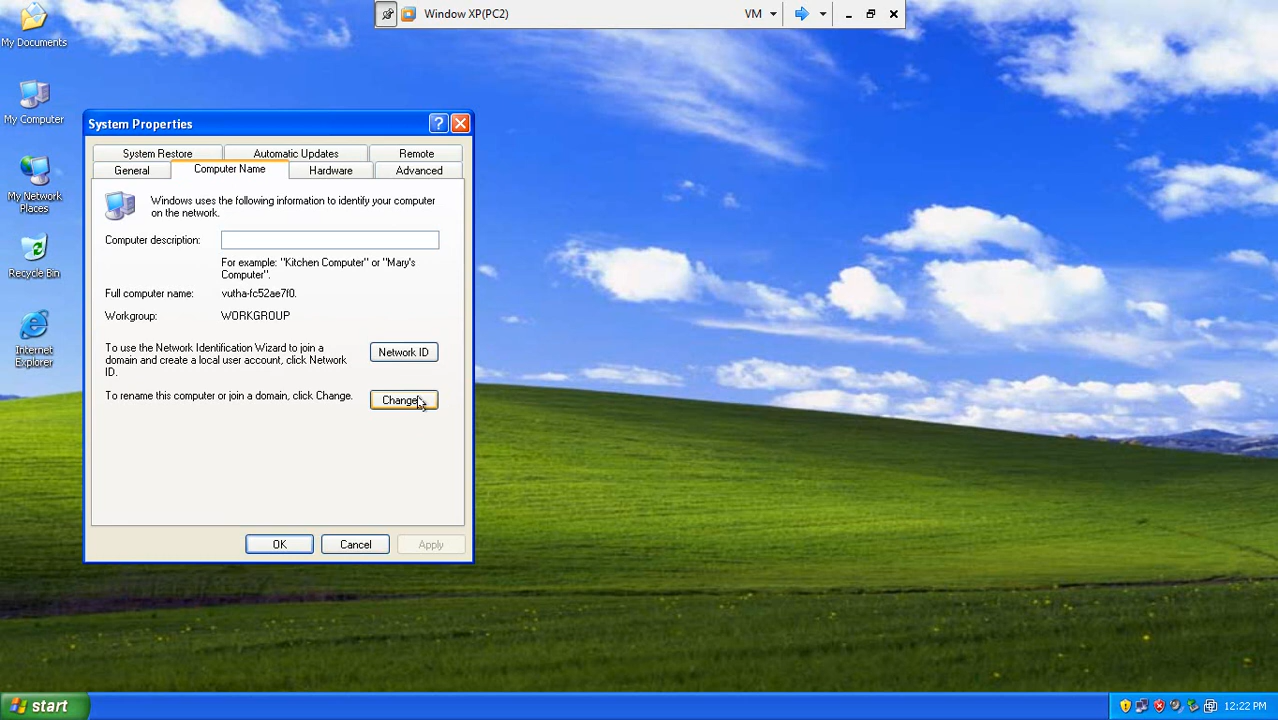 Window XP(PC2)
VM
My Documents
My Computer
My Network
Places
Recycle Bin
Internet
Explorer
System Properties
System Restore
Automatic Updates
Remote
General
Computer Name
Hardware
Advanced
Windows uses the following information to identify your computer
on the network.
Computer description:
For example: "Kitchen Computer" or "Mary's
Computer".
Full computer name:
vutha-fc52ae7f0.
Workgroup:
WORKGROUP
To use the Network Identification Wizard to join a
domain and create a local user account, click Network
ID.
Network ID
To rename this computer or join a domain, click Change.
Change
OK
Cancel
Apply
start
12:22 PM